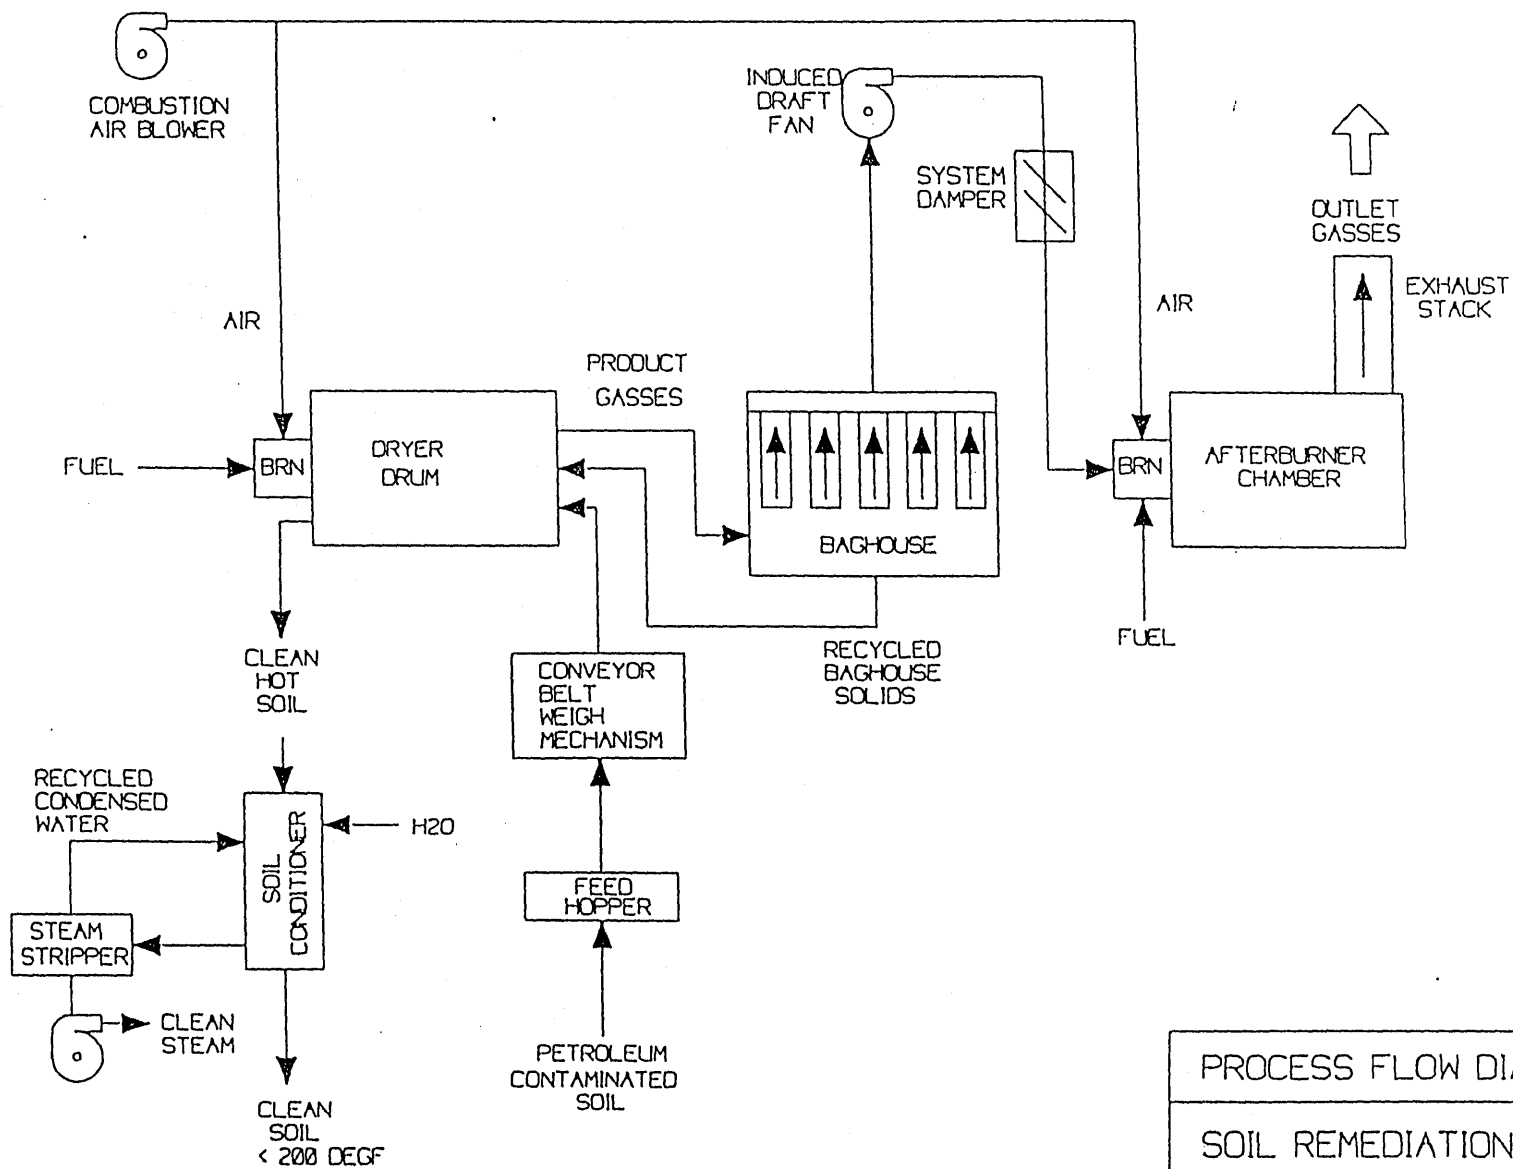 COMBUSTION
AIR BLOWER
INDUCED
DRAFT
FAN
SYSTEM
DAMPER
OUTLET
GASSES
EXHAUST
STACK
AIR
AIR
PRODUCT
GASSES
FUEL
BRN
DRYER
DRUM
BAGHOUSE
BRN
AFTERBURNER
CHAMBER
FUEL
CLEAN
HOT
SOIL
CONVEYOR
BELT
WEIGH
MECHANISM
RECYCLED
BAGHOUSE
SOLIDS
RECYCLED
CONDENSED
WATER
SOIL
CONDITIONER
H2O
FEED
HOPPER
STEAM
STRIPPER
CLEAN
STEAM
PETROLEUM
CONTAMINATED
SOIL
CLEAN
SOIL
< 200 DEGF
PROCESS FLOW DIA
SOIL REMEDIATION